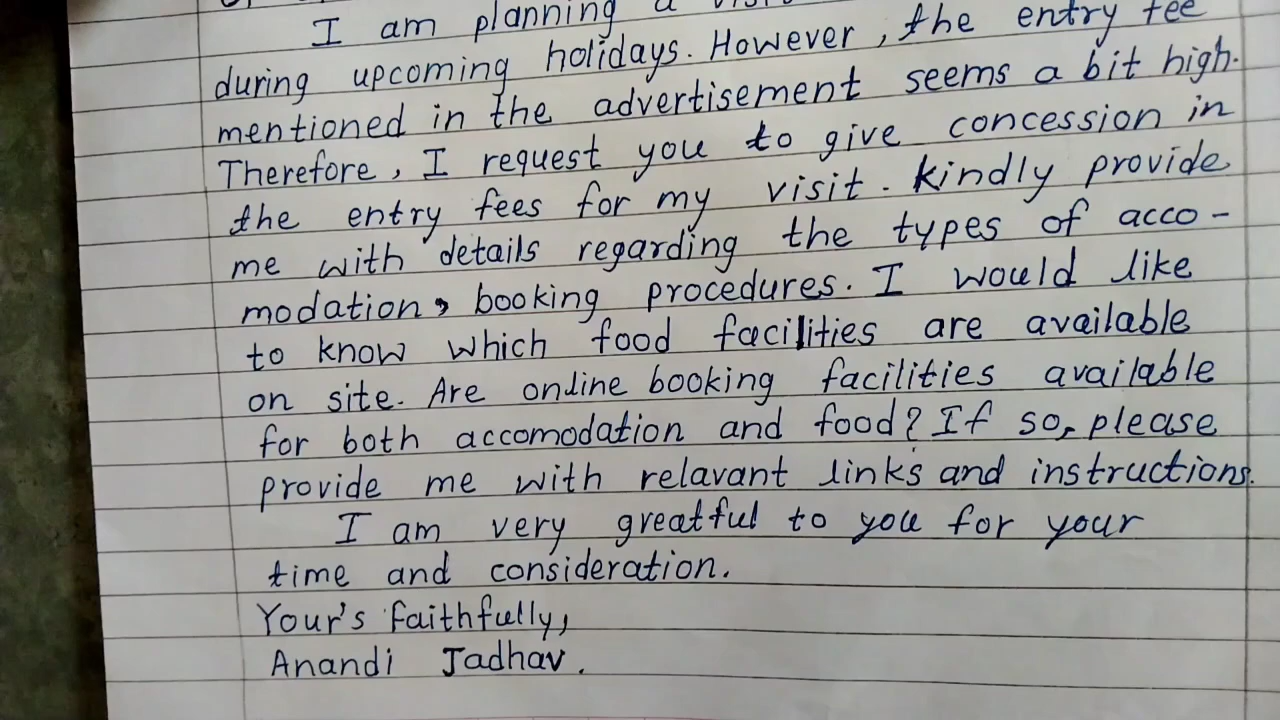 I am planning a visi
during upcoming holidays. However, the entry fee
mentioned in the advertisement seems a bit high.
Therefore, I request you to give concession in
the entry fees for my visit. kindly provide
me with details regarding the types of acco-
modation, booking procedures. I would like
to know which food facilities are available
on site. Are online booking facilities available
for both accomodation and food? If so, please
provide me with relavant links and instructions.
I am very greatful to you for your
time and consideration.
Your's faithfully,
Anandi Jadhav.